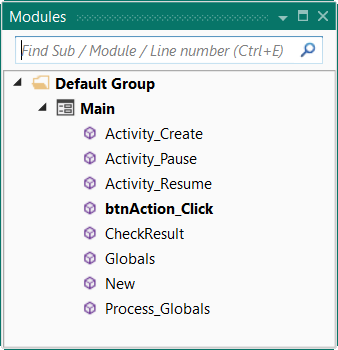 Modules
Find Sub / Module / Line number (Ctrl+E)
Default Group
Main
Activity_Create
Activity_Pause
Activity_Resume
btnAction_Click
CheckResult
Globals
New
Process_Globals